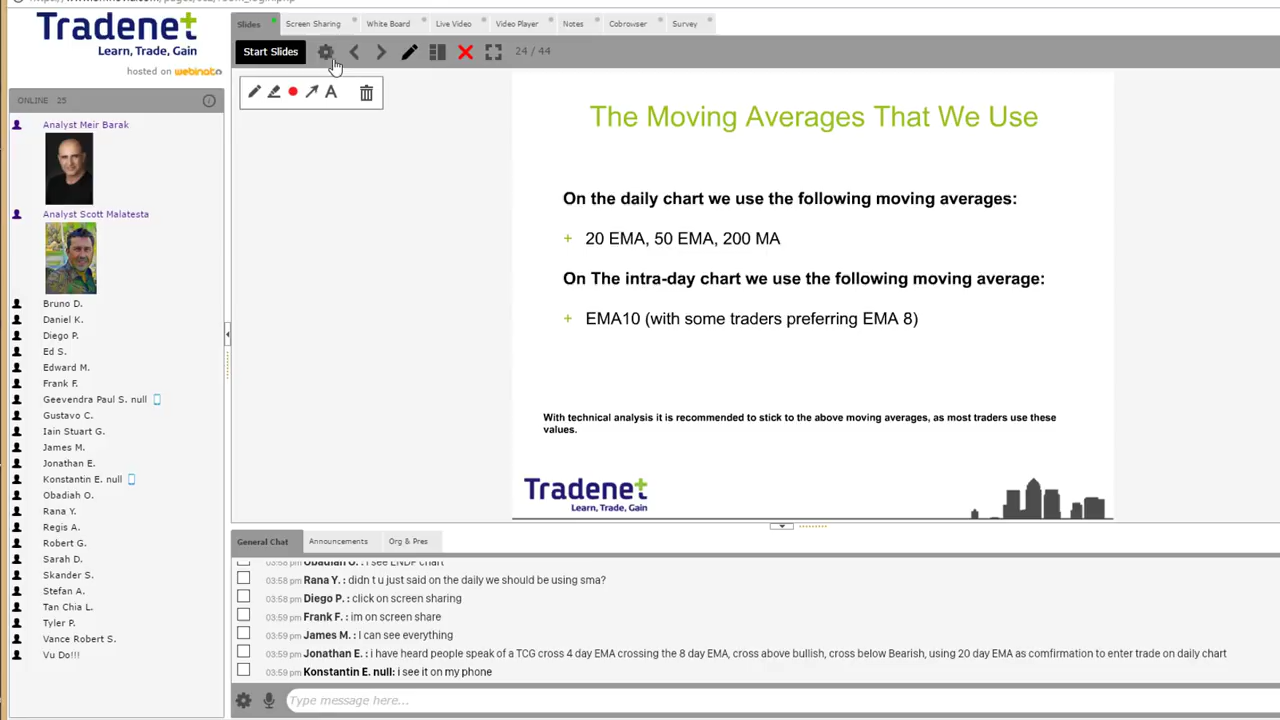 Tradenet
Learn, Trade, Gain
hosted on webinato
Slides
Screen Sharing
White Board
Live Video
Video Player
Notes
Cobrowser
Survey
Start Slides
24 / 44
A
ONLINE 25
Analyst Meir Barak
Analyst Scott Malatesta
Bruno D.
Daniel K.
Diego P.
Ed S.
Edward M.
Frank F.
Geevendra Paul S. null
Gustavo C.
Iain Stuart G.
James M.
Jonathan E.
Konstantin E. null
Obadiah O.
Rana Y.
Regis A.
Robert G.
Sarah D.
Skander S.
Stefan A.
Tan Chia L.
Tyler P.
Vance Robert S.
Vu Do!!!
The Moving Averages That We Use
On the daily chart we use the following moving averages:
+ 20 EMA, 50 EMA, 200 MA
On The intra-day chart we use the following moving average:
+ EMA10 (with some traders preferring EMA 8)
With technical analysis it is recommended to stick to the above moving averages, as most traders use these
values.
Tradenet
Learn, Trade, Gain
General Chat
Announcements
Org & Pres
03:58 pm Obadiah O. : I see ENDP chart
03:58 pm Rana Y. : didn t u just said on the daily we should be using sma?
03:58 pm Diego P. : click on screen sharing
03:59 pm Frank F. : im on screen share
03:59 pm James M. : I can see everything
03:59 pm Jonathan E. : i have heard people speak of a TCG cross 4 day EMA crossing the 8 day EMA, cross above bullish, cross below Bearish, using 20 day EMA as comfirmation to enter trade on daily chart
03:59 pm Konstantin E. null: i see it on my phone
Type message here...